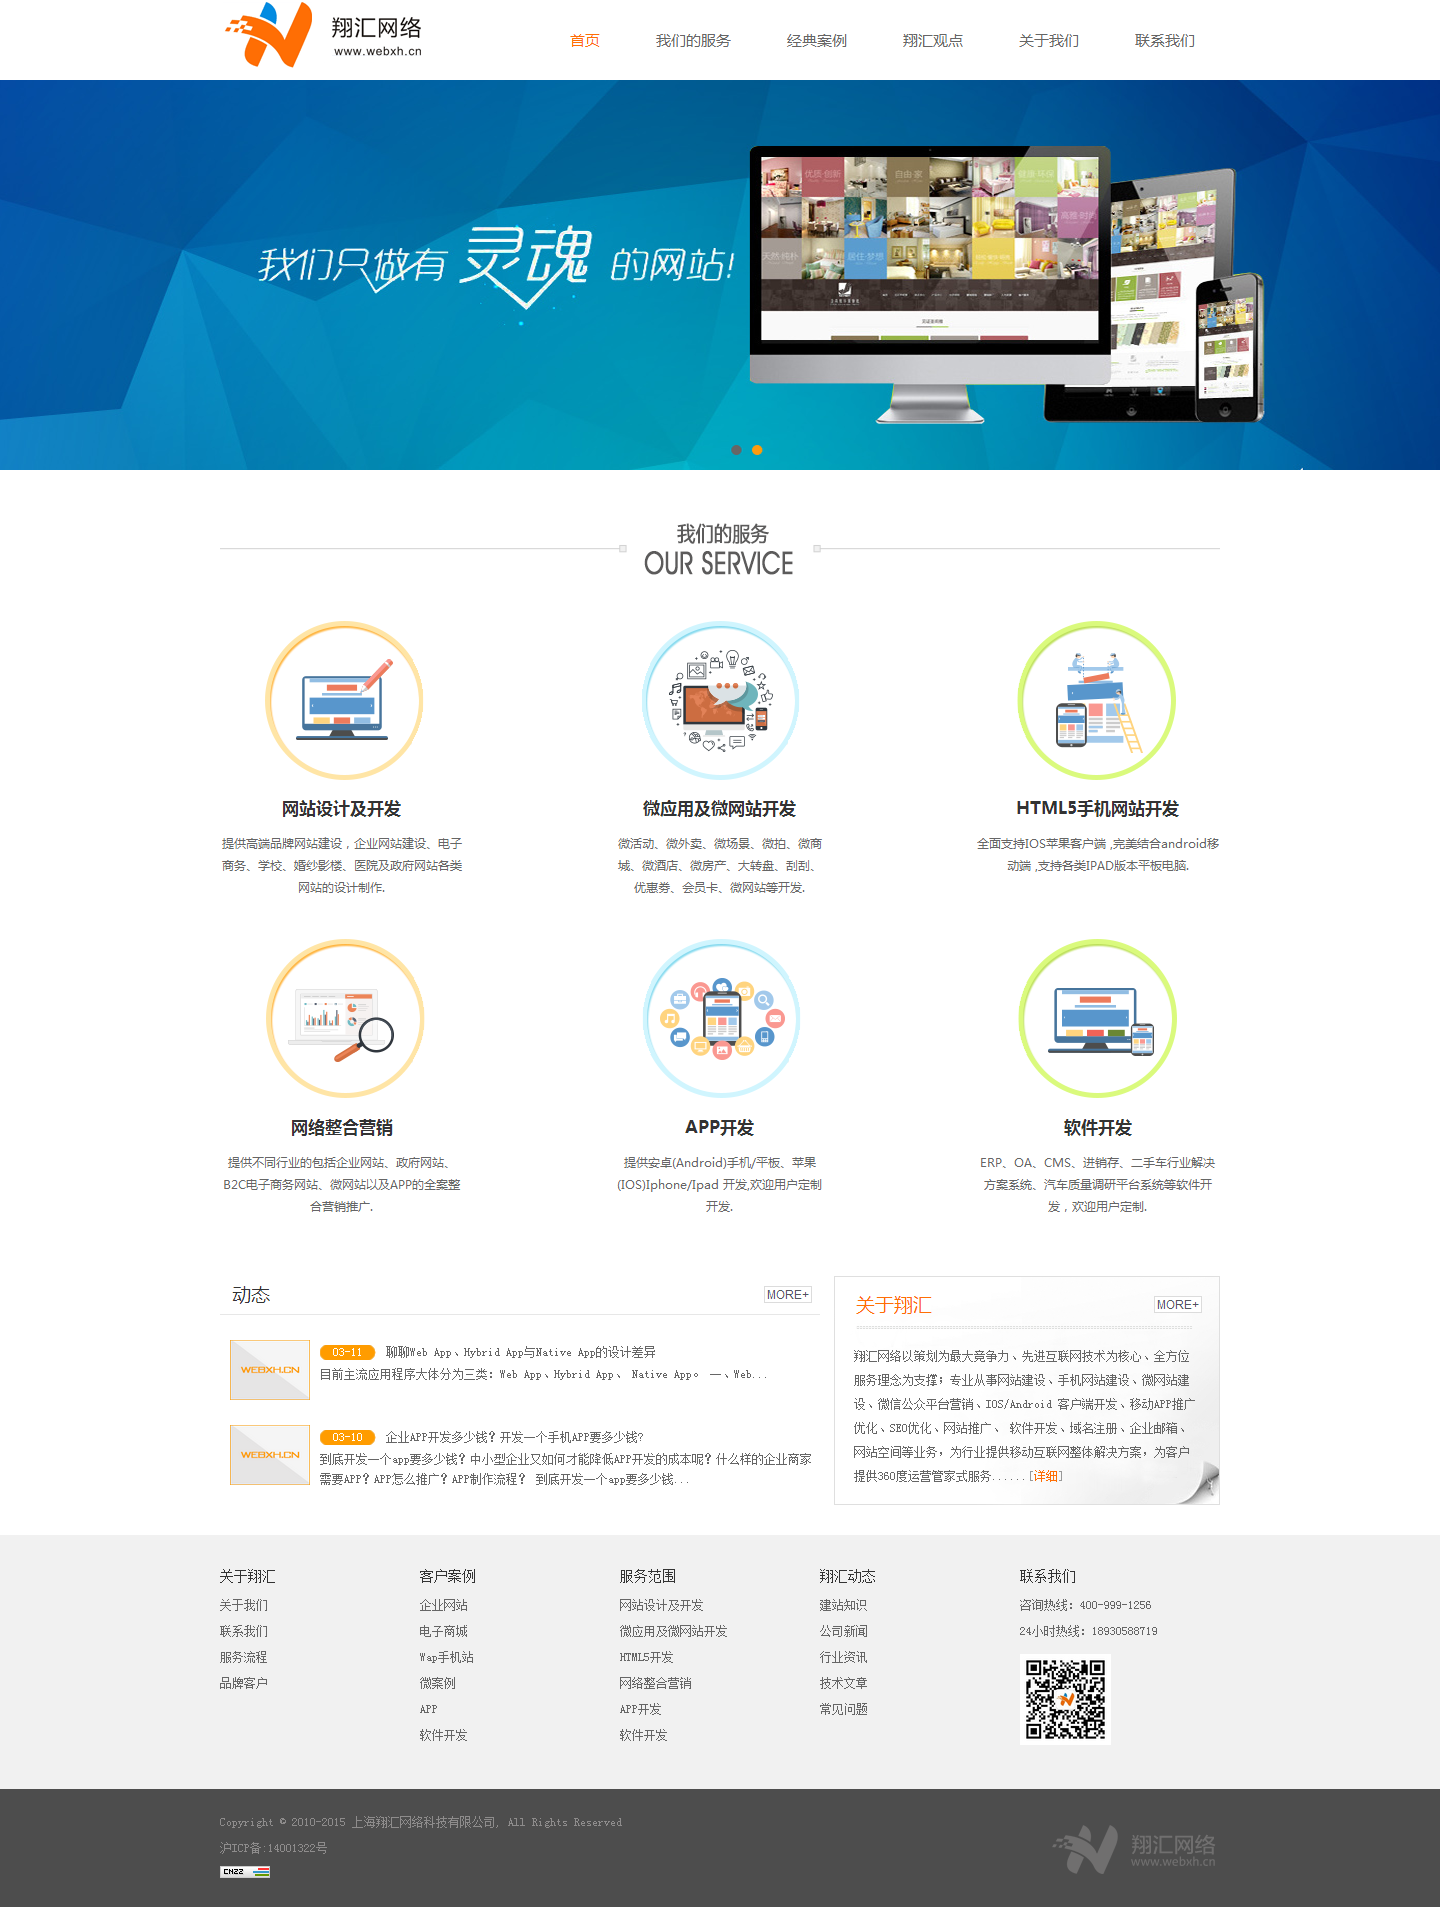 翔汇网络
www.webxh.cn
首页 我们的服务 经典案例 翔汇观点 关于我们 联系我们
我们只做有 灵魂 的网站!
优质·创新 自由·家 健康·环保
高雅·时尚
天然·纯朴 居住·梦想
我们的服务
OUR SERVICE
网站设计及开发
提供高端品牌网站建设，企业网站建设、电子
商务、学校、婚纱影楼、医院及政府网站各类
网站的设计制作.
微应用及微网站开发
微活动、微外卖、微场景、微拍、微商
城、微酒店、微房产、大转盘、刮刮、
优惠券、会员卡、微网站等开发.
HTML5手机网站开发
全面支持IOS苹果客户端 ,完美结合android移
动端 ,支持各类IPAD版本平板电脑.
网络整合营销
提供不同行业的包括企业网站、政府网站、
B2C电子商务网站、微网站以及APP的全案整
合营销推广.
APP开发
提供安卓(Android)手机/平板、苹果
(IOS)Iphone/Ipad 开发,欢迎用户定制
开发.
软件开发
ERP、OA、CMS、进销存、二手车行业解决
方案系统、汽车质量调研平台系统等软件开
发，欢迎用户定制.
动态 MORE+
WEBXH.CN
03-11 聊聊Web App、Hybrid App与Native App的设计差异
目前主流应用程序大体分为三类：Web App、Hybrid App、 Native App。 一、Web...
WEBXH.CN
03-10 企业APP开发多少钱？开发一个手机APP要多少钱?
到底开发一个app要多少钱？中小型企业又如何才能降低APP开发的成本呢？什么样的企业商家
需要APP？APP怎么推广？APP制作流程？ 到底开发一个app要多少钱...
关于翔汇 MORE+
翔汇网络以策划为最大竞争力、先进互联网技术为核心、全方位
服务理念为支撑；专业从事网站建设、手机网站建设、微网站建
设、微信公众平台营销、IOS/Android 客户端开发、移动APP推广
优化、SEO优化、网站推广、 软件开发、域名注册、企业邮箱、
网站空间等业务，为行业提供移动互联网整体解决方案，为客户
提供360度运营管家式服务......[详细]
关于翔汇
关于我们
联系我们
服务流程
品牌客户
客户案例
企业网站
电子商城
Wap手机站
微案例
APP
软件开发
服务范围
网站设计及开发
微应用及微网站开发
HTML5开发
网络整合营销
APP开发
软件开发
翔汇动态
建站知识
公司新闻
行业资讯
技术文章
常见问题
联系我们
咨询热线：400-999-1256
24小时热线：18930588719
Copyright © 2010-2015 上海翔汇网络科技有限公司, All Rights Reserved
沪ICP备:14001322号
CNZZ
翔汇网络
www.webxh.cn